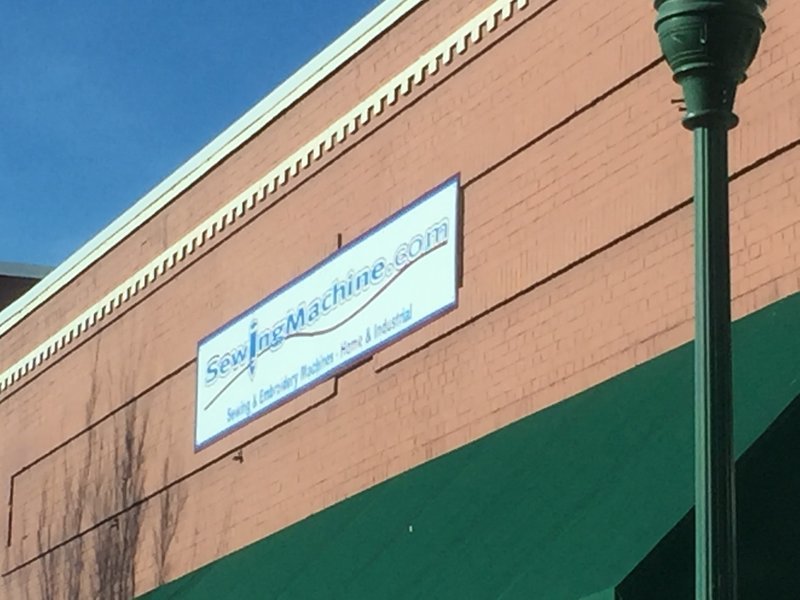 SewingMachine.com
Sewing & Embroidery Machines - Home & Industrial